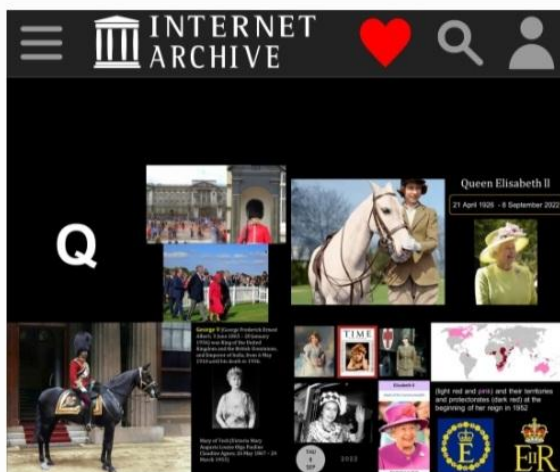 INTERNET
ARCHIVE
Queen Elisabeth II
21 April 1926 - 8 September 2022
Q
George V (George Frederick Ernest
Albert; 3 June 1865 – 20 January
1936) was King of the United
Kingdom and the British Dominions,
and Emperor of India, from 6 May
1910 until his death in 1936.
TIME
Elizabeth II
(light red and pink) and their territories
and protectorates (dark red) at the
beginning of her reign in 1952
Mary of Teck (Victoria Mary
Augusta Louise Olga Pauline
Claudine Agnes; 26 May 1867 – 24
March 1953)
THU
8
SEP
E
EIIR